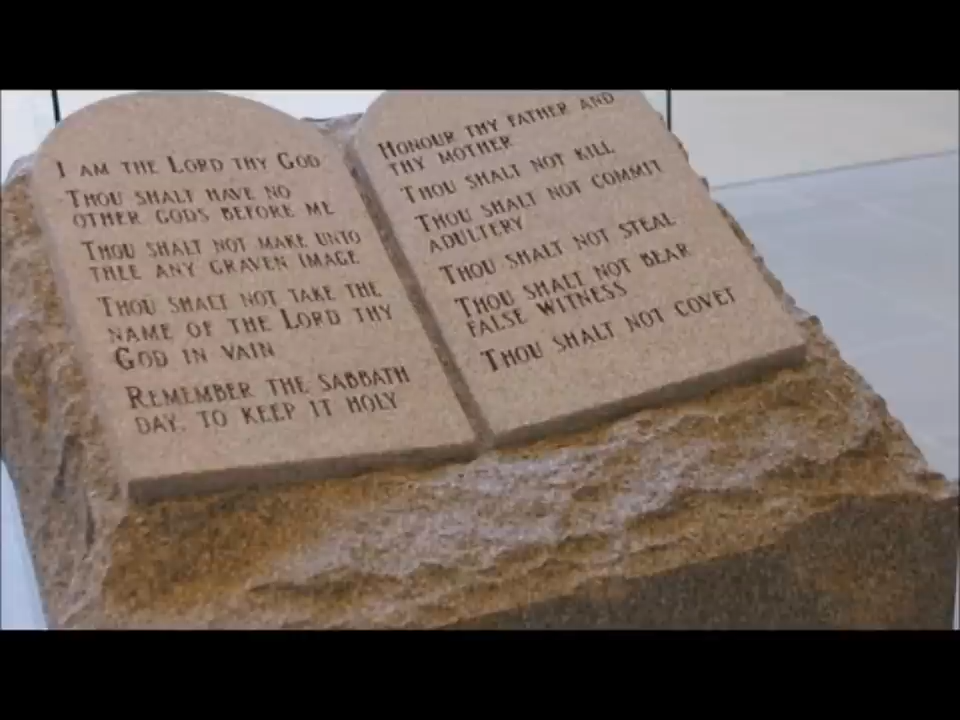 I AM THE LORD THY GOD
THOU SHALT HAVE NO
OTHER GODS BEFORE ME
THOU SHALT NOT MAKE UNTO
THEE ANY GRAVEN IMAGE
THOU SHALT NOT TAKE THE
NAME OF THE LORD THY
GOD IN VAIN
REMEMBER THE SABBATH
DAY, TO KEEP IT HOLY
HONOUR THY FATHER AND
THY MOTHER
THOU SHALT NOT KILL
THOU SHALT NOT COMMIT
ADULTERY
THOU SHALT NOT STEAL
THOU SHALT NOT BEAR
FALSE WITNESS
THOU SHALT NOT COVET